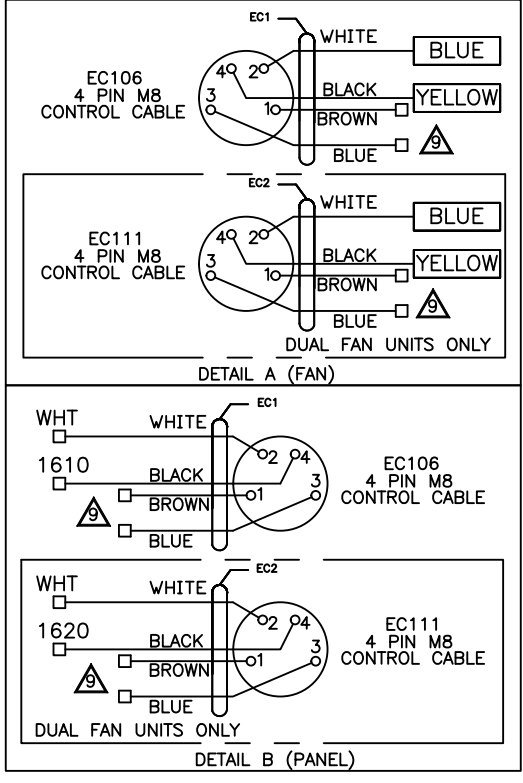 EC1
WHITE
BLUE
EC106
4 PIN M8
CONTROL CABLE
4 2
3
1
BLACK
YELLOW
BROWN
9
BLUE
EC2
WHITE
BLUE
EC111
4 PIN M8
CONTROL CABLE
4 2
3
1
BLACK
YELLOW
BROWN
9
BLUE
DUAL FAN UNITS ONLY
DETAIL A (FAN)
EC1
WHT
WHITE
1610
2 4
BLACK
3
1
BROWN
9
BLUE
EC106
4 PIN M8
CONTROL CABLE
EC2
WHT
WHITE
1620
2 4
BLACK
3
1
BROWN
9
BLUE
EC111
4 PIN M8
CONTROL CABLE
DUAL FAN UNITS ONLY
DETAIL B (PANEL)